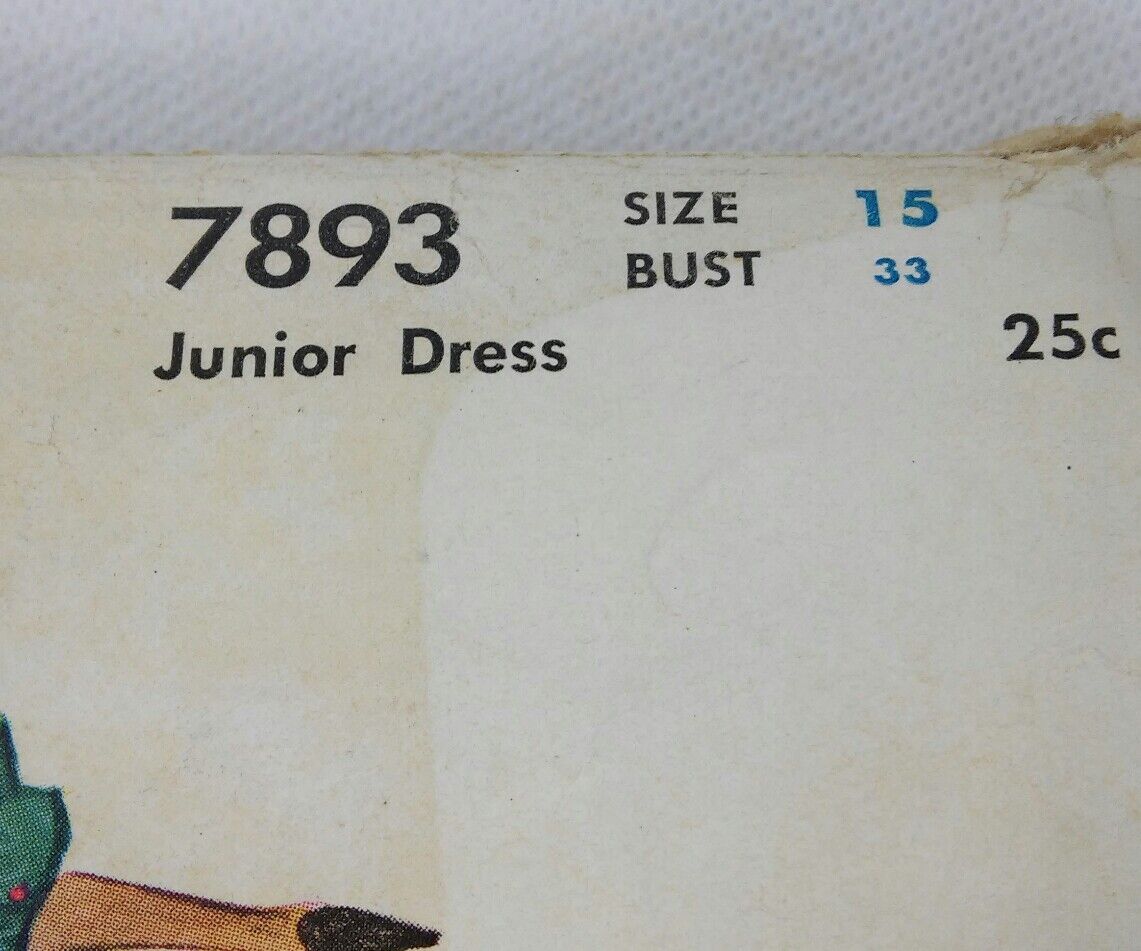 7893
Junior Dress
SIZE 15
BUST 33
25c